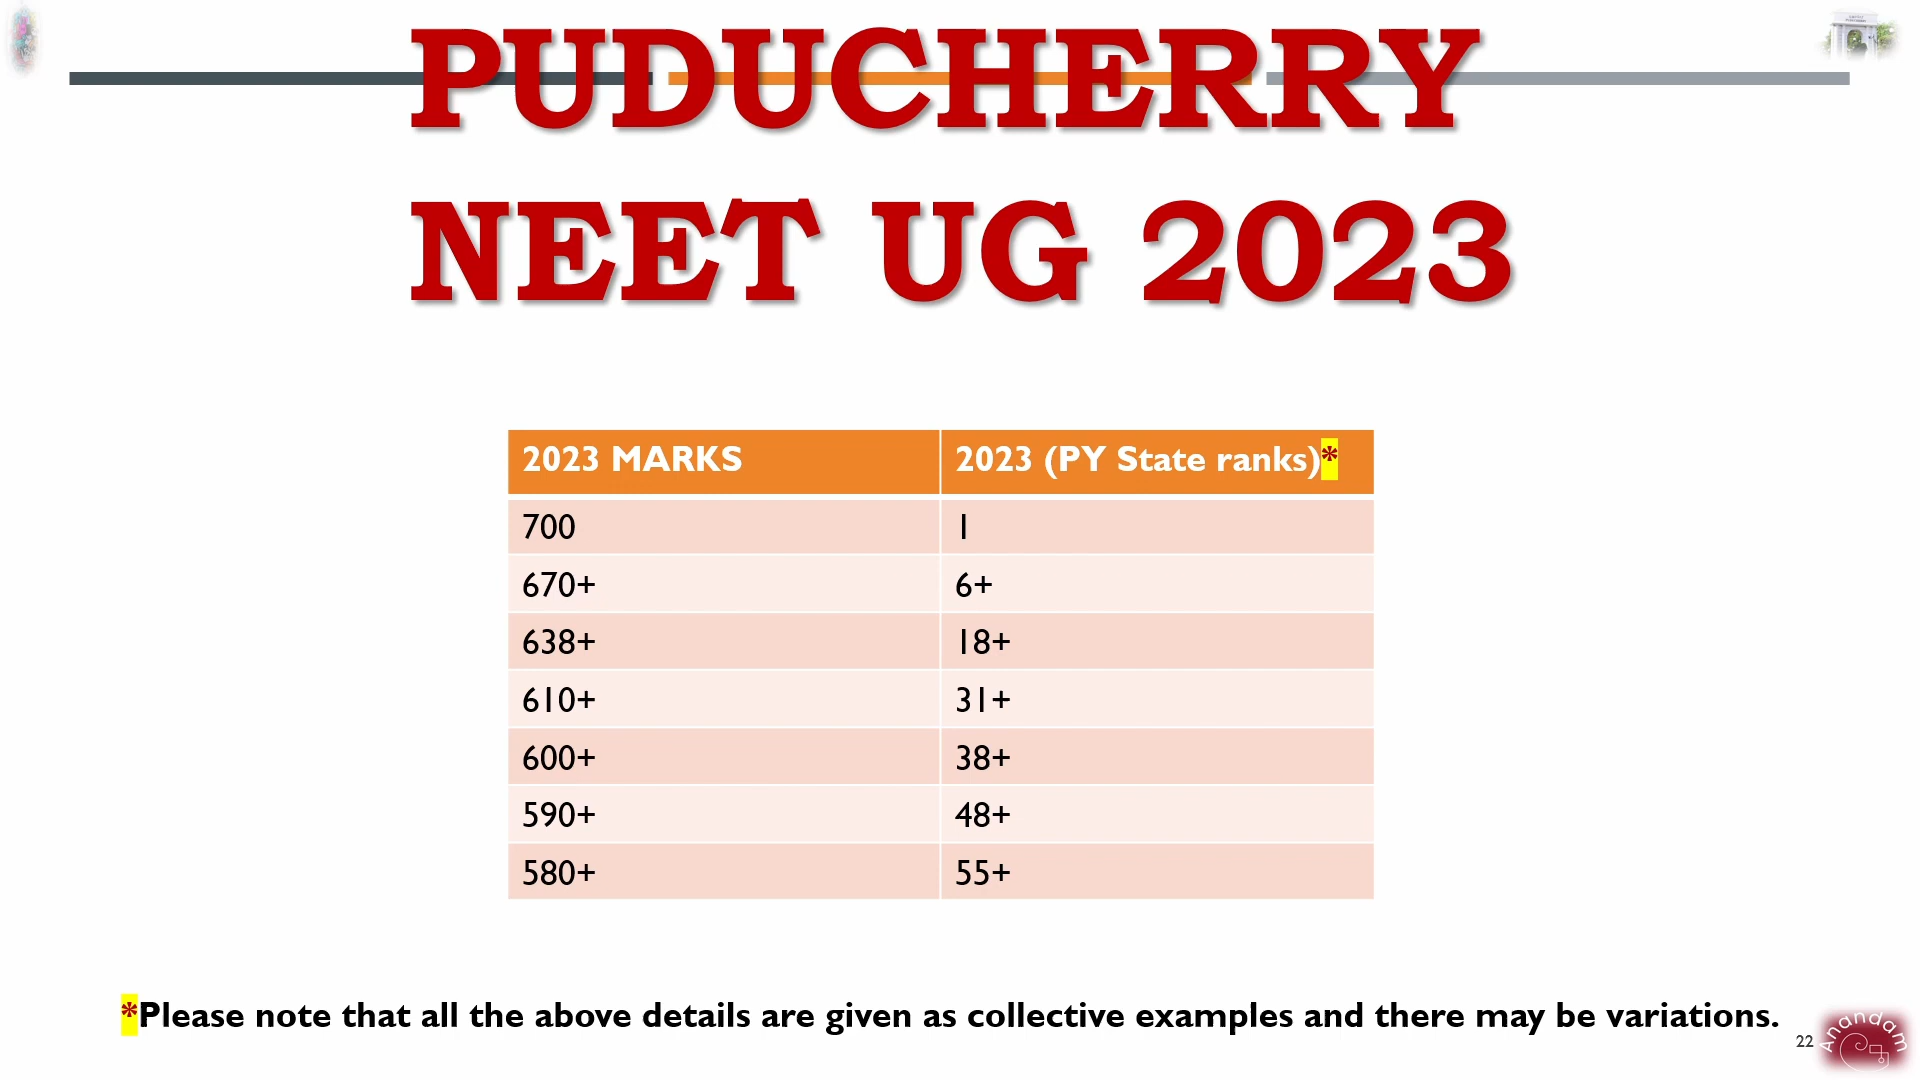 PUDUCHERRY
NEET UG 2023
2023 MARKS 2023 (PY State ranks)*
700 1
670+ 6+
638+ 18+
610+ 31+
600+ 38+
590+ 48+
580+ 55+
*Please note that all the above details are given as collective examples and there may be variations.
22
Anandam